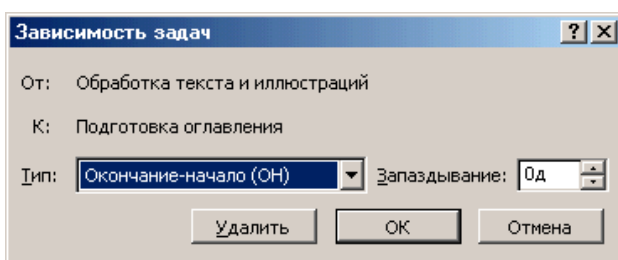 Зависимость задач
От: Обработка текста и иллюстраций
К: Подготовка оглавления
Тип: Окончание-начало (ОН) Запаздывание: 0д
Удалить ОК Отмена